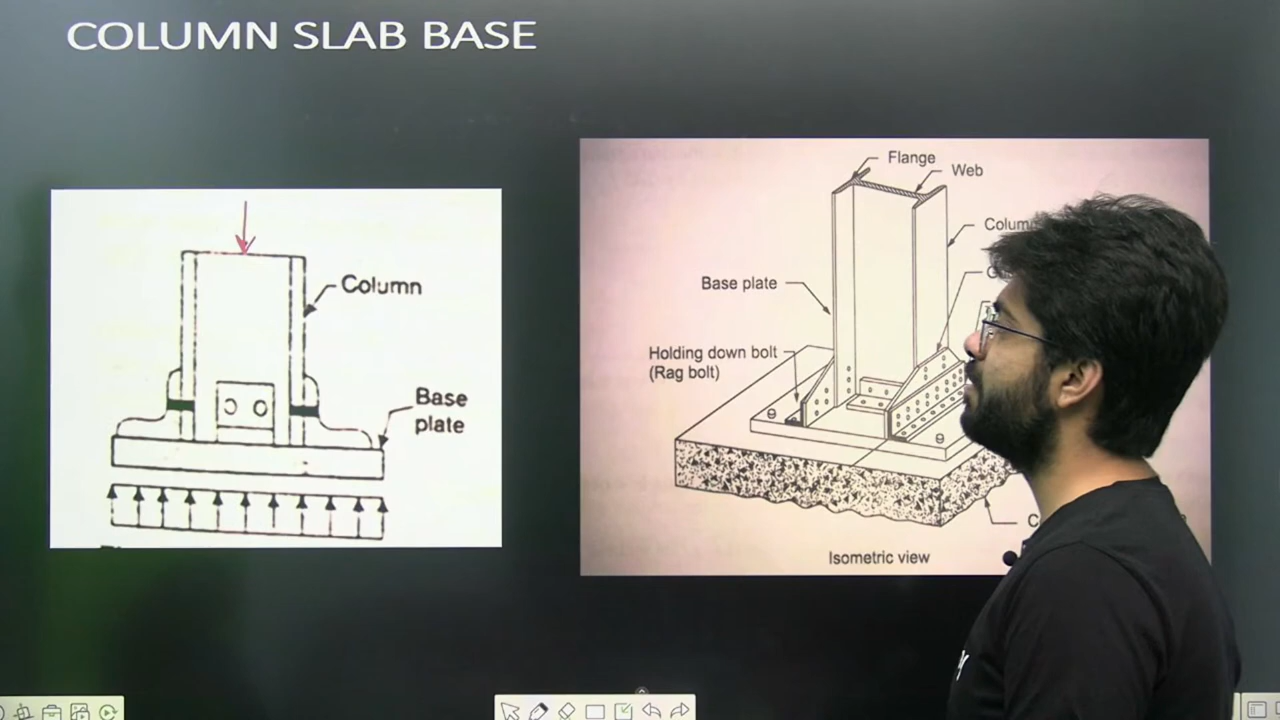 COLUMN SLAB BASE
Column
Base
plate
Flange
Web
Base plate
Holding down bolt
(Rag bolt)
Isometric view